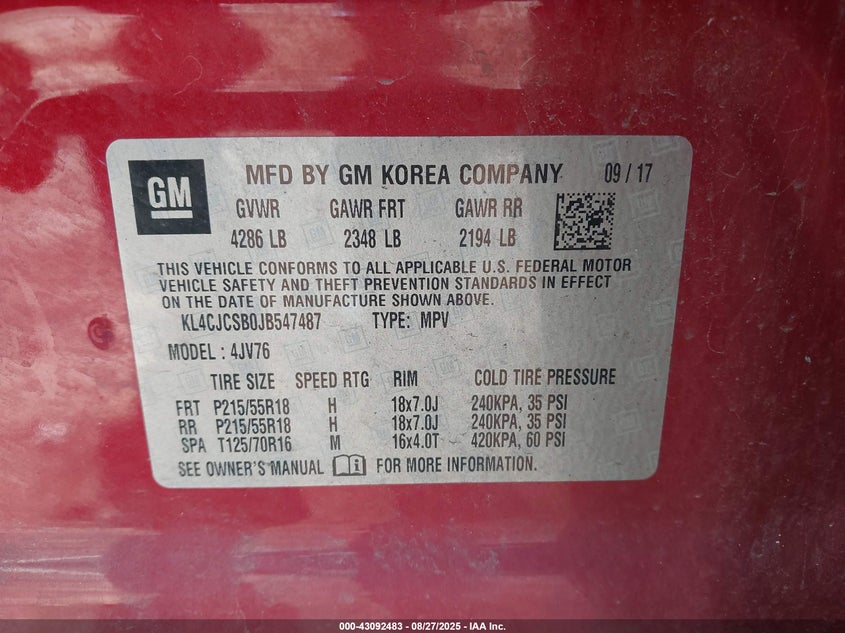 GM
MFD BY GM KOREA COMPANY 09 / 17
GVWR GAWR FRT GAWR RR
4286 LB 2348 LB 2194 LB
THIS VEHICLE CONFORMS TO ALL APPLICABLE U.S. FEDERAL MOTOR
VEHICLE SAFETY AND THEFT PREVENTION STANDARDS IN EFFECT
ON THE DATE OF MANUFACTURE SHOWN ABOVE.
KL4CJCSB0JB547487 TYPE: MPV
MODEL : 4JV76
TIRE SIZE SPEED RTG RIM COLD TIRE PRESSURE
FRT P215/55R18 H 18x7.0J 240KPA, 35 PSI
RR P215/55R18 H 18x7.0J 240KPA, 35 PSI
SPA T125/70R16 M 16x4.0T 420KPA, 60 PSI
SEE OWNER'S MANUAL i FOR MORE INFORMATION.
000-43092483 - 08/27/2025 - IAA Inc.